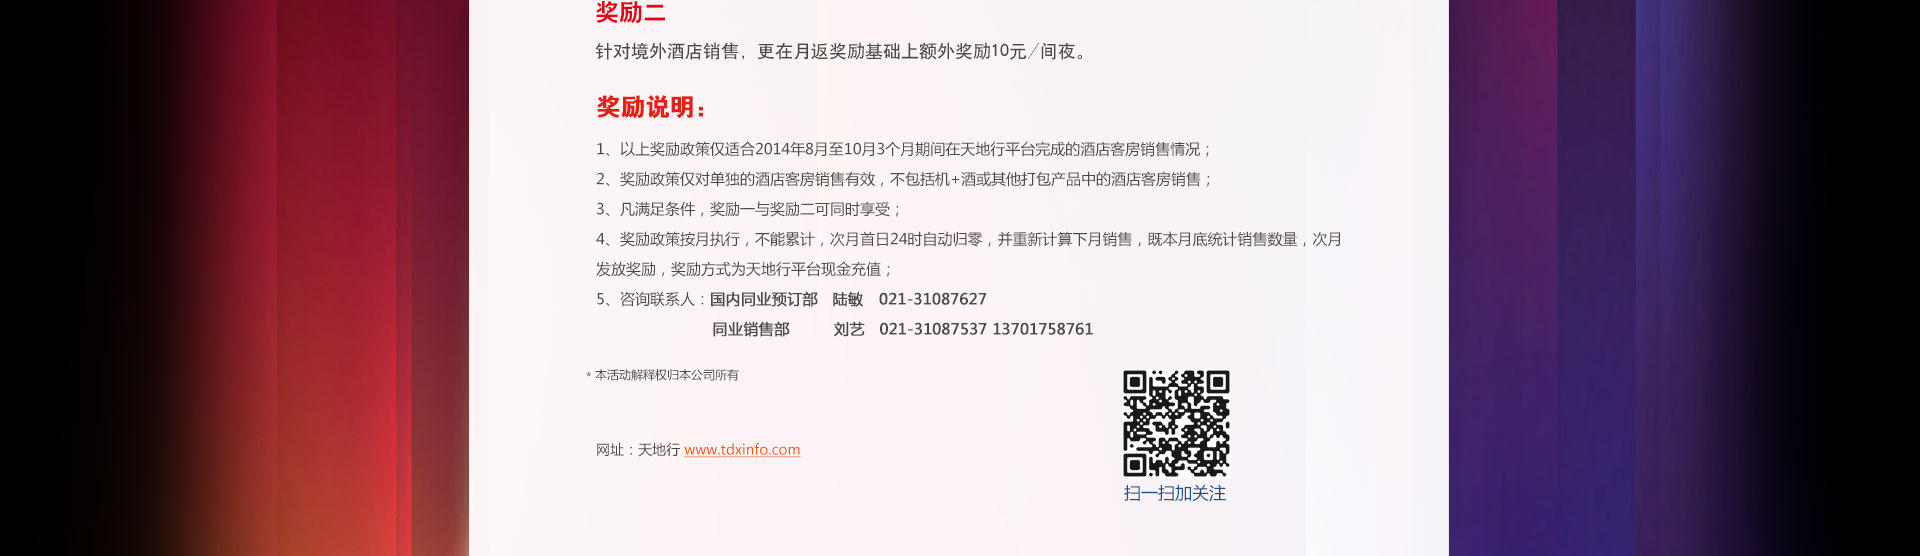 奖励二
针对境外酒店销售，更在月返奖励基础上额外奖励10元/间夜。
奖励说明：
1、以上奖励政策仅适合2014年8月至10月3个月期间在天地行平台完成的酒店客房销售情况；
2、奖励政策仅对单独的酒店客房销售有效，不包括机+酒或其他打包产品中的酒店客房销售；
3、凡满足条件，奖励一与奖励二可同时享受；
4、奖励政策按月执行，不能累计，次月首日24时自动归零，并重新计算下月销售，既本月底统计销售数量，次月
发放奖励，奖励方式为天地行平台现金充值；
5、咨询联系人：国内同业预订部 陆敏 021-31087627
同业销售部 刘艺 021-31087537 13701758761
* 本活动解释权归本公司所有
网址：天地行 www.tdxinfo.com
扫一扫加关注